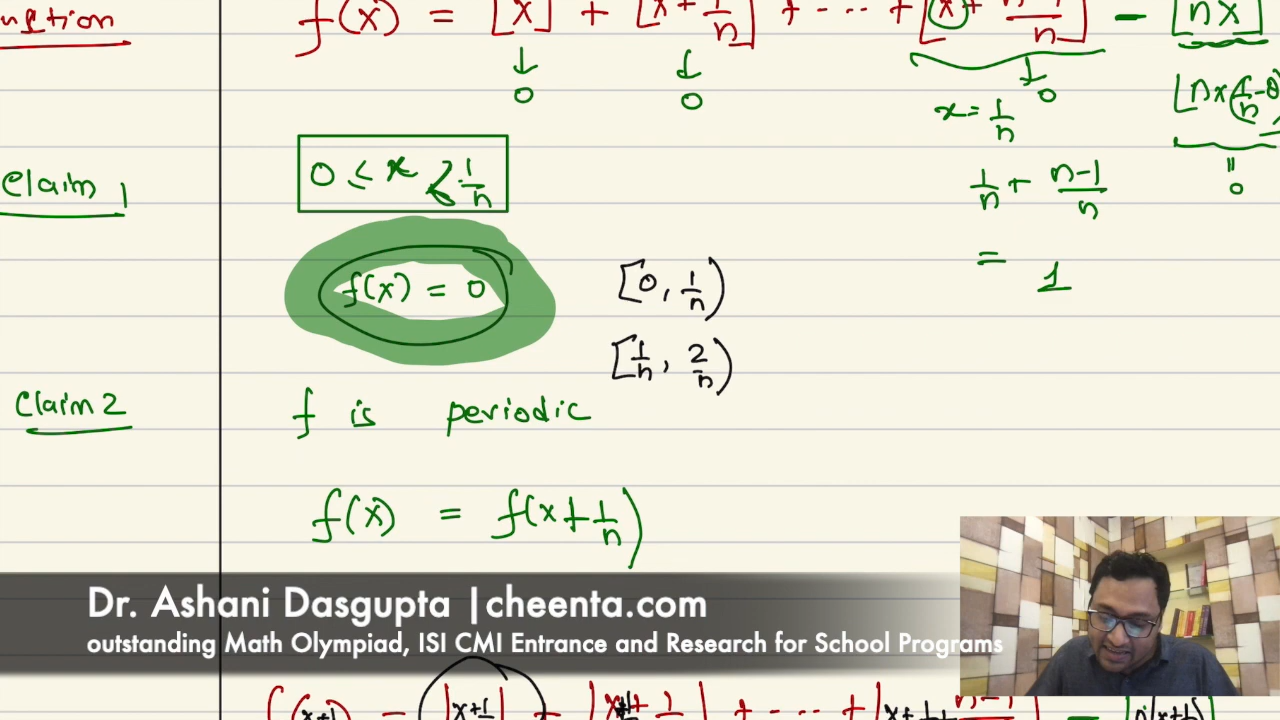 f(x) = ⌊x⌋ + ⌊x+1/n⌋ + ... + ⌊x+n-1/n⌋ - ⌊nx⌋
↓ ↓ ↓
0 0 0
x = 1/n
0 ≤ x < 1/n
Claim 1
1/n + n-1/n
"
0
= 1
f(x) = 0
[0, 1/n)
[1/n, 2/n)
Claim 2
f is periodic
f(x) = f(x+1/n)
Dr. Ashani Dasgupta |cheenta.com
outstanding Math Olympiad, ISI CMI Entrance and Research for School Programs